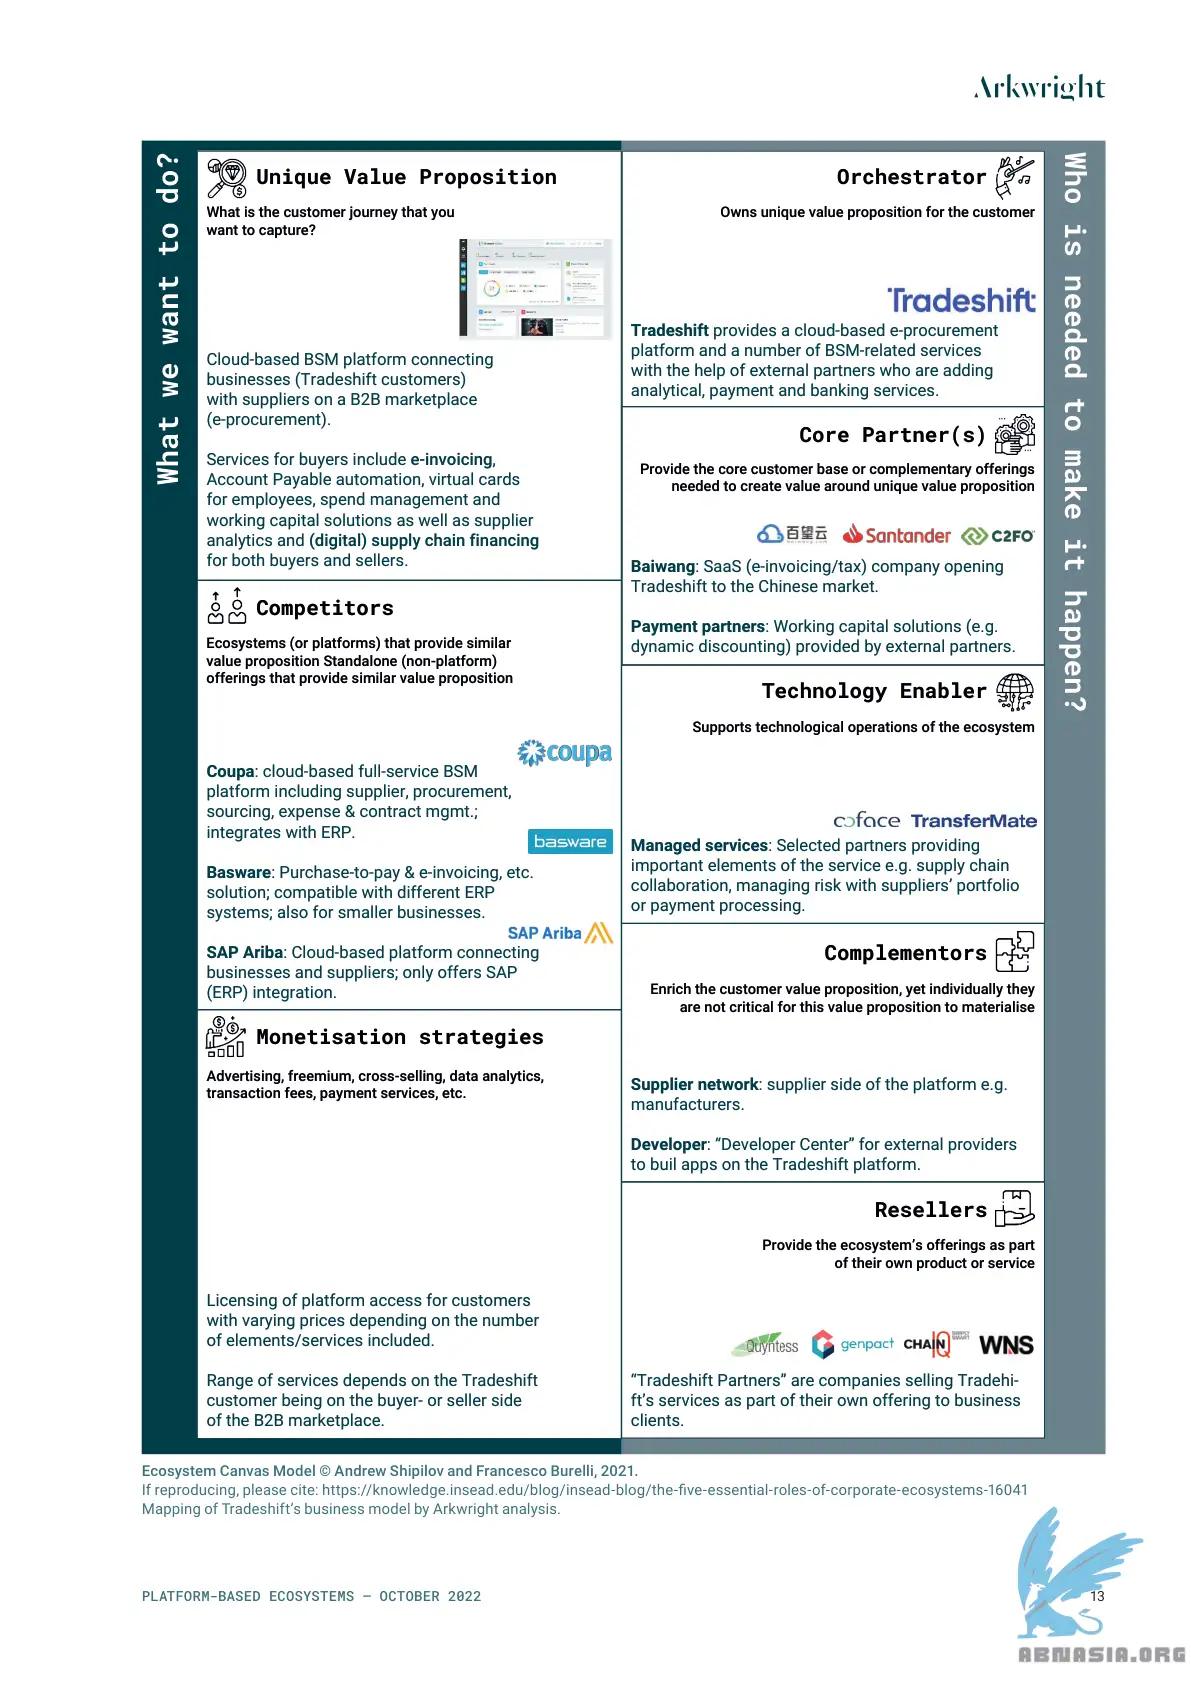 Arkwright
What we want to do?
Unique Value Proposition
What is the customer journey that you
want to capture?
Cloud-based BSM platform connecting
businesses (Tradeshift customers)
with suppliers on a B2B marketplace
(e-procurement).
Services for buyers include e-invoicing,
Account Payable automation, virtual cards
for employees, spend management and
working capital solutions as well as supplier
analytics and (digital) supply chain financing
for both buyers and sellers.
Competitors
Ecosystems (or platforms) that provide similar
value proposition Standalone (non-platform)
offerings that provide similar value proposition
coupa
Coupa: cloud-based full-service BSM
platform including supplier, procurement,
sourcing, expense & contract mgmt.;
integrates with ERP.
basware
Basware: Purchase-to-pay & e-invoicing, etc.
solution; compatible with different ERP
systems; also for smaller businesses.
SAP Ariba
SAP Ariba: Cloud-based platform connecting
businesses and suppliers; only offers SAP
(ERP) integration.
Monetisation strategies
Advertising, freemium, cross-selling, data analytics,
transaction fees, payment services, etc.
Licensing of platform access for customers
with varying prices depending on the number
of elements/services included.
Range of services depends on the Tradeshift
customer being on the buyer- or seller side
of the B2B marketplace.
Who is needed to make it happen?
Orchestrator
Owns unique value proposition for the customer
Tradeshift
Tradeshift provides a cloud-based e-procurement
platform and a number of BSM-related services
with the help of external partners who are adding
analytical, payment and banking services.
Core Partner(s)
Provide the core customer base or complementary offerings
needed to create value around unique value proposition
百望云 Santander C2FO
Baiwang: SaaS (e-invoicing/tax) company opening
Tradeshift to the Chinese market.
Payment partners: Working capital solutions (e.g.
dynamic discounting) provided by external partners.
Technology Enabler
Supports technological operations of the ecosystem
coface TransferMate
Managed services: Selected partners providing
important elements of the service e.g. supply chain
collaboration, managing risk with suppliers’ portfolio
or payment processing.
Complementors
Enrich the customer value proposition, yet individually they
are not critical for this value proposition to materialise
Supplier network: supplier side of the platform e.g.
manufacturers.
Developer: “Developer Center” for external providers
to buil apps on the Tradeshift platform.
Resellers
Provide the ecosystem’s offerings as part
of their own product or service
Quyntess genpact CHAIN IQ SIMPLY SMART WNS
“Tradeshift Partners” are companies selling Tradehi-
ft’s services as part of their own offering to business
clients.
Ecosystem Canvas Model © Andrew Shipilov and Francesco Burelli, 2021.
If reproducing, please cite: https://knowledge.insead.edu/blog/insead-blog/the-five-essential-roles-of-corporate-ecosystems-16041
Mapping of Tradeshift’s business model by Arkwright analysis.
PLATFORM-BASED ECOSYSTEMS — OCTOBER 2022
13
ABNASIA.ORG